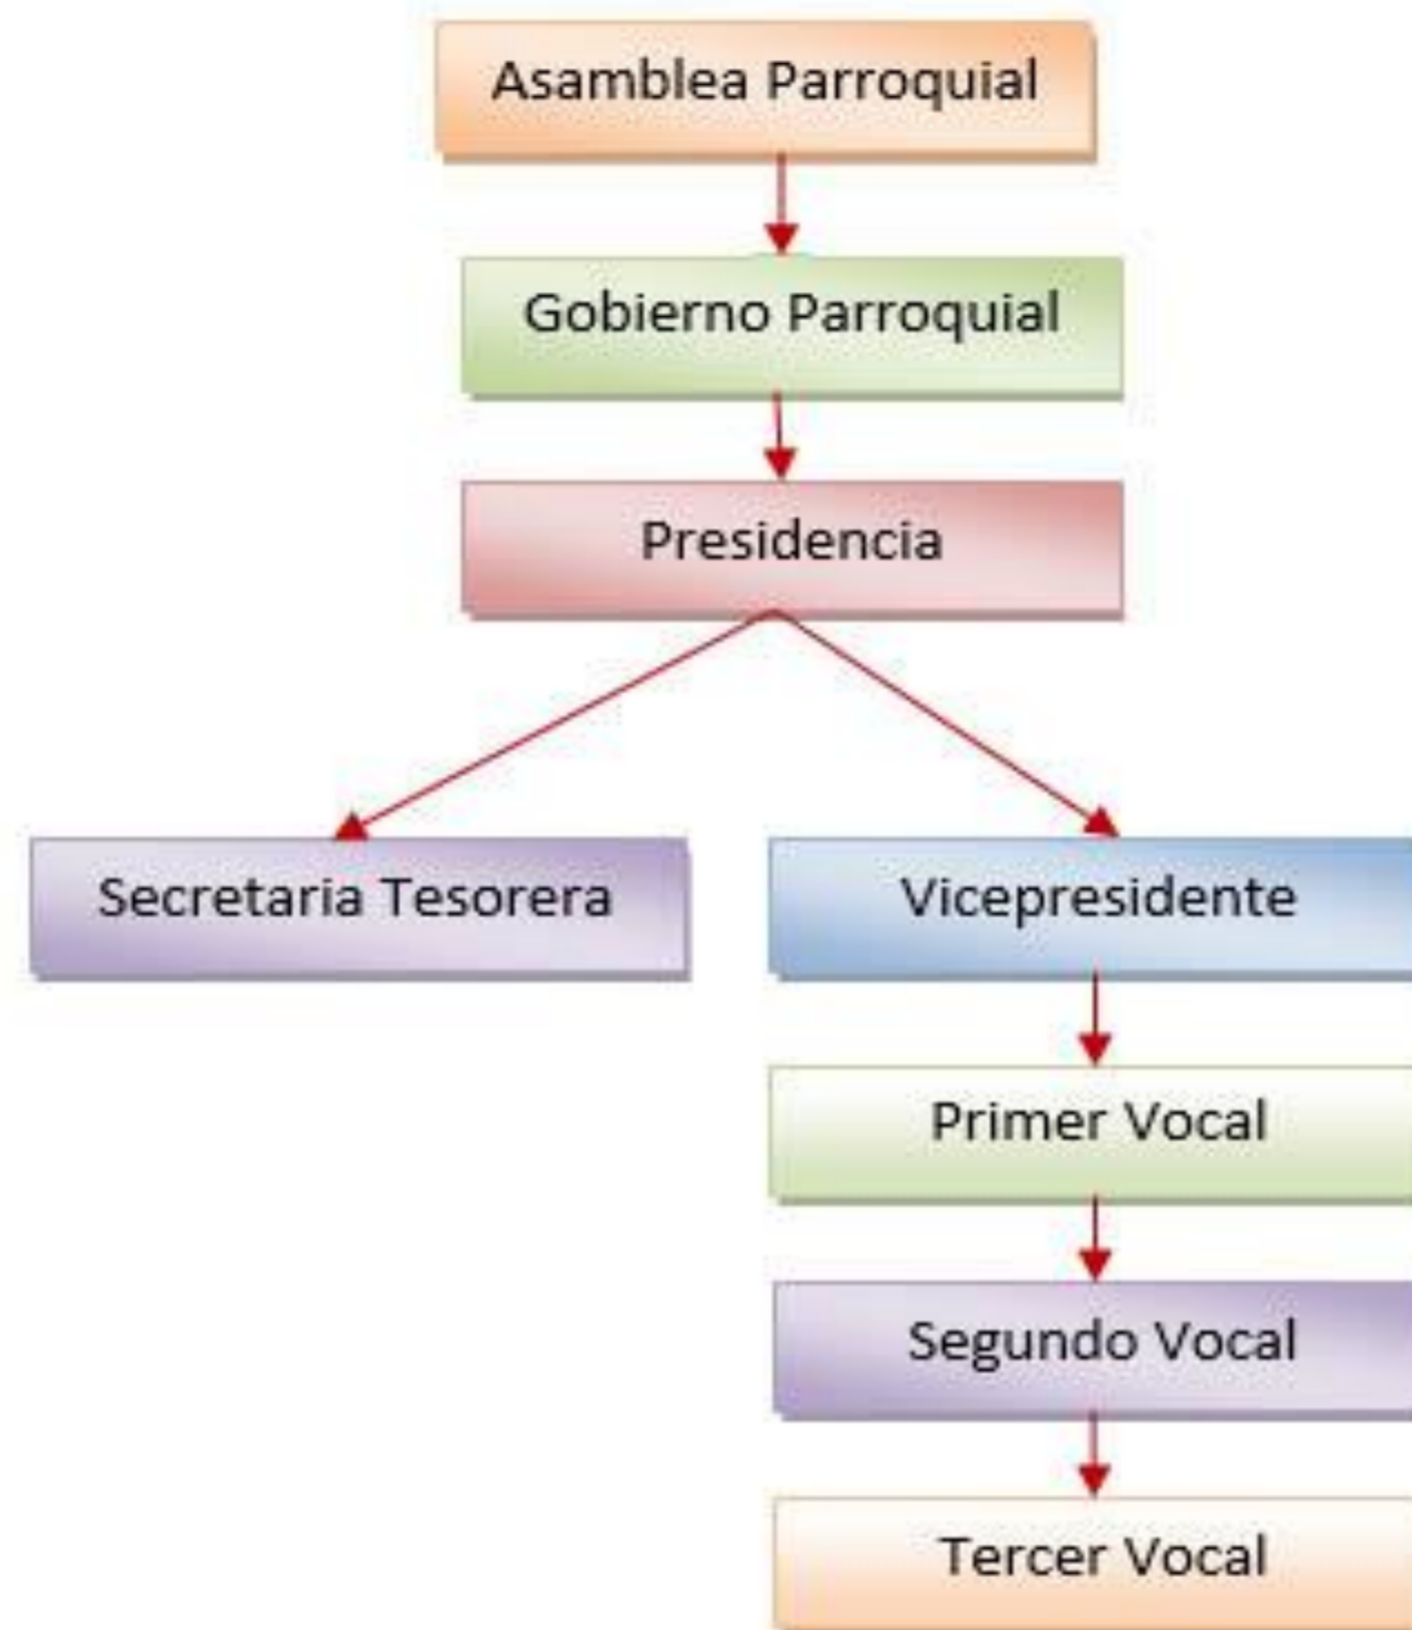 Asamblea Parroquial
Gobierno Parroquial
Presidencia
Secretaria Tesorera
Vicepresidente
Primer Vocal
Segundo Vocal
Tercer Vocal